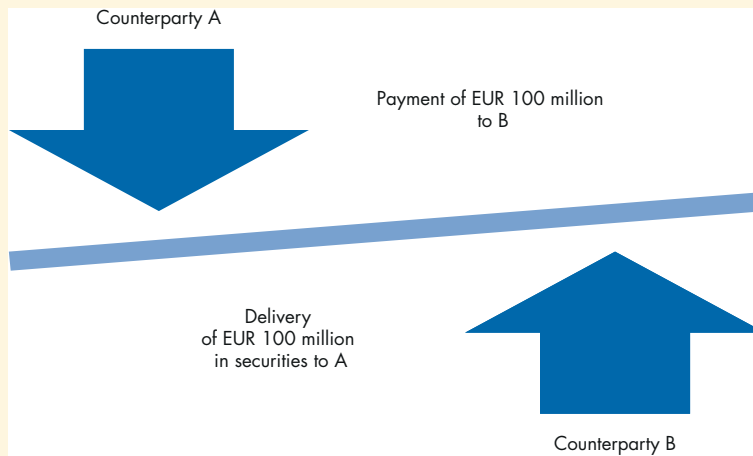 Counterparty A
Payment of EUR 100 million
to B
Delivery
of EUR 100 million
in securities to A
Counterparty B